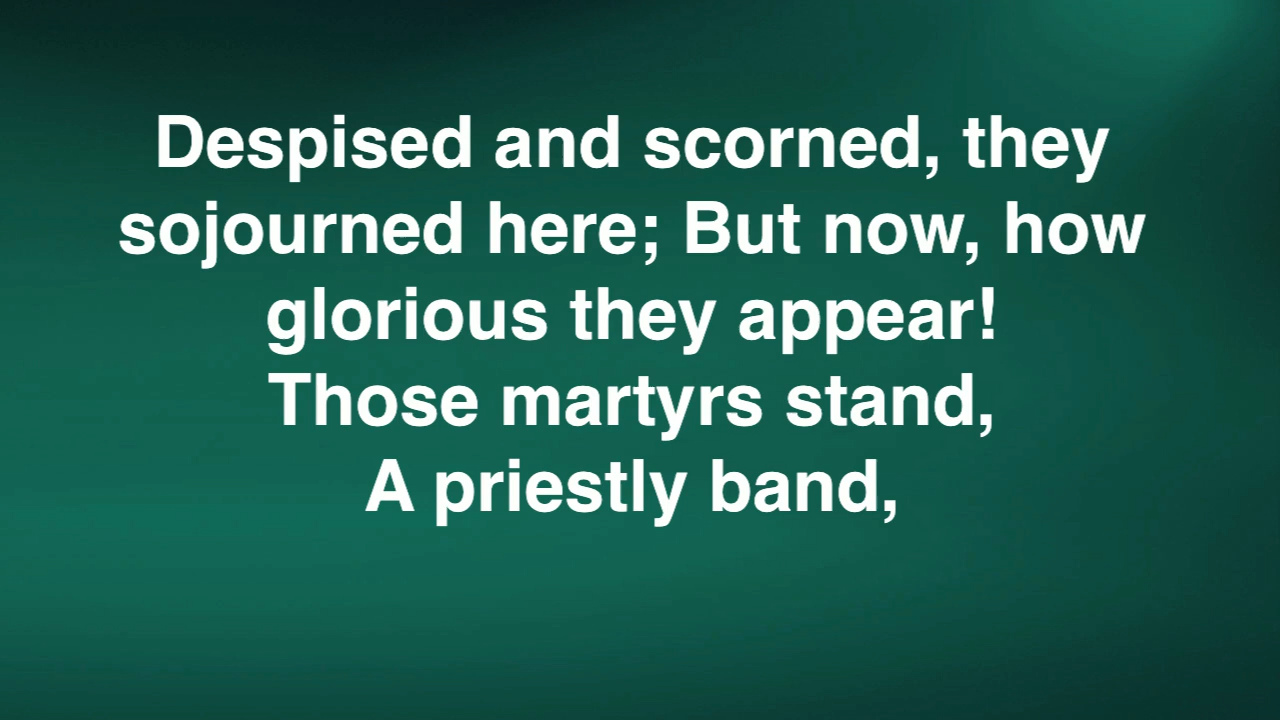 Despised and scorned, they
sojourned here; But now, how
glorious they appear!
Those martyrs stand,
A priestly band,